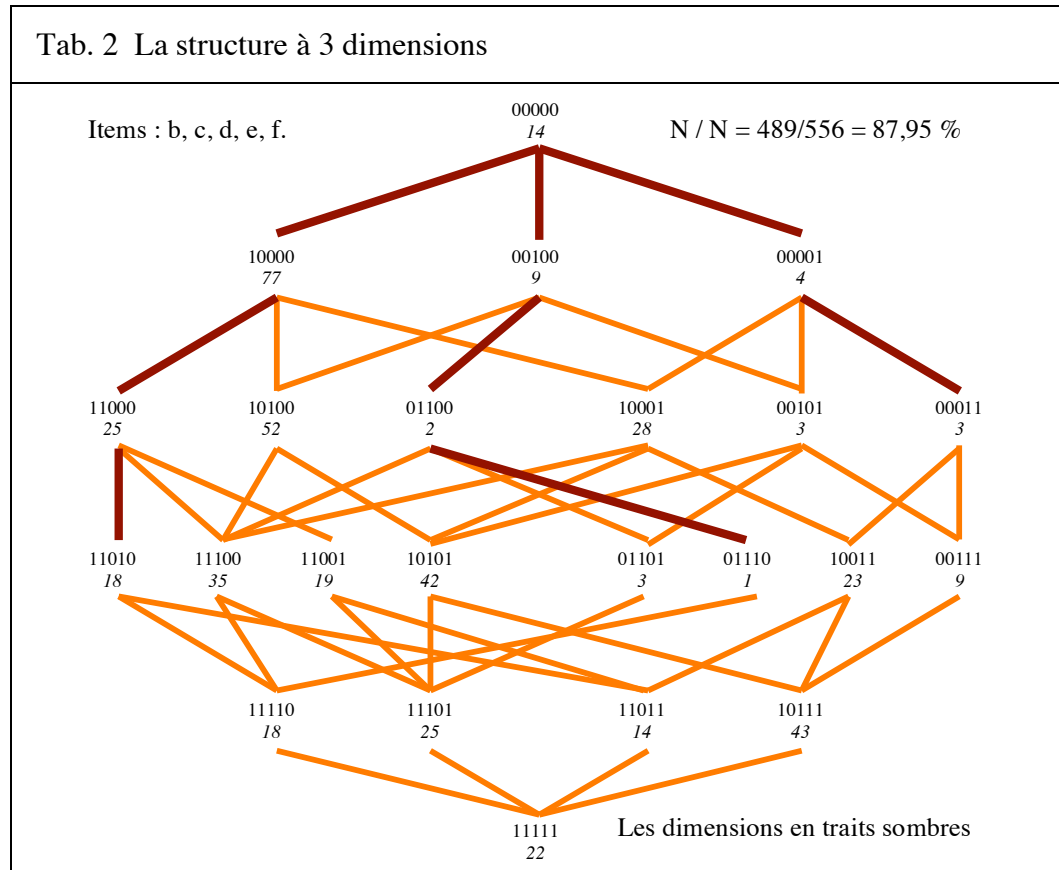 Tab. 2 La structure à 3 dimensions
Items : b, c, d, e, f.
00000
14
N / N = 489/556 = 87,95 %
10000 00100 00001
77 9 4
11000 10100 01100 10001 00101 00011
25 52 2 28 3 3
11010 11100 11001 10101 01101 01110 10011 00111
18 35 19 42 3 1 23 9
11110 11101 11011 10111
18 25 14 43
11111
22
Les dimensions en traits sombres